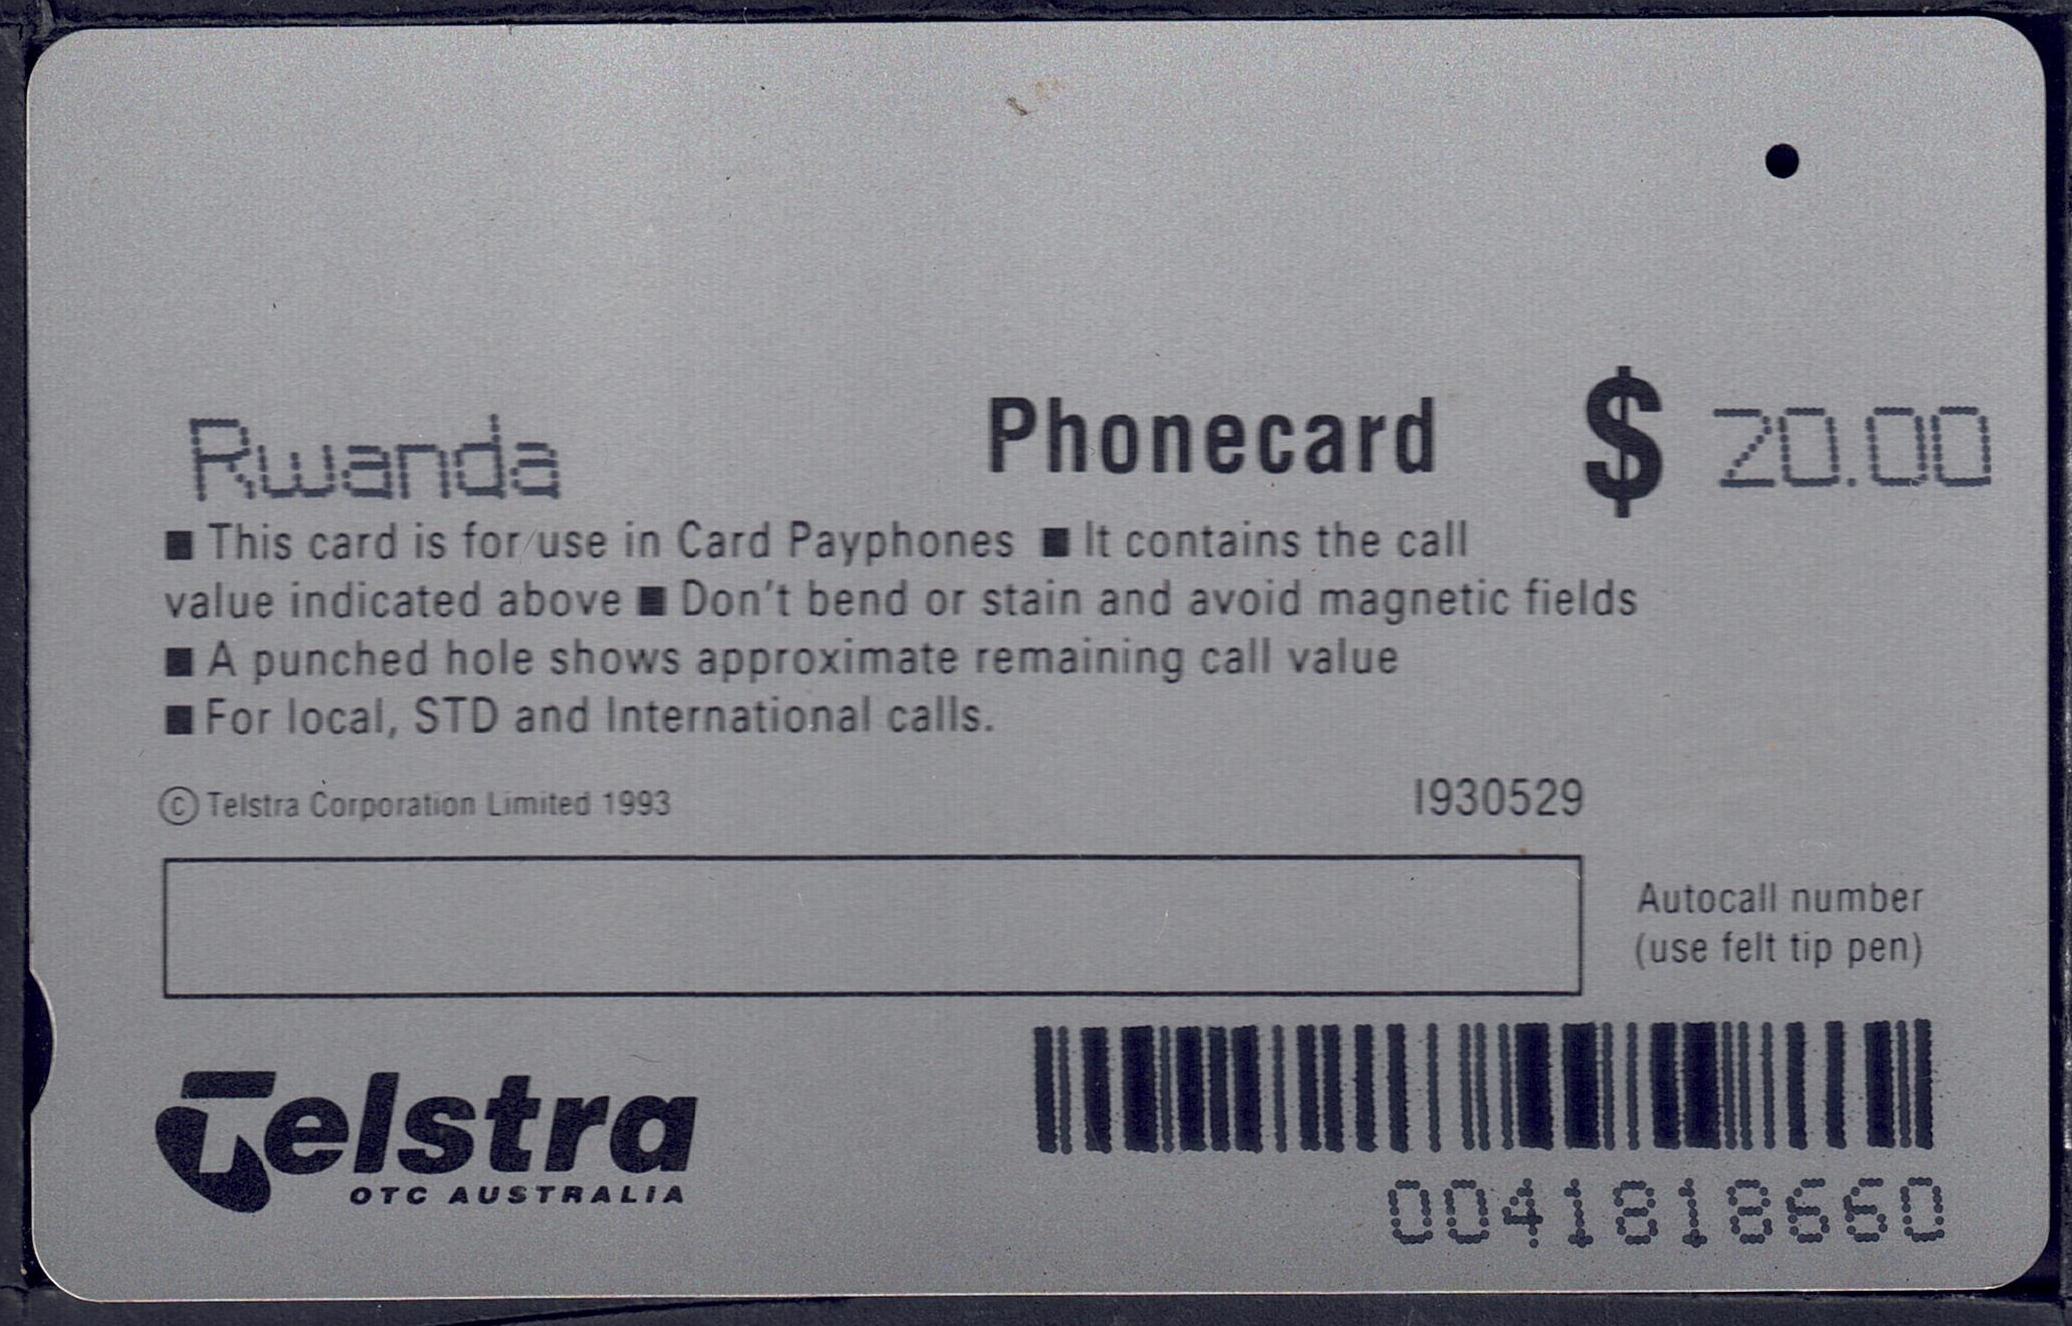 Rwanda Phonecard $ 20.00
■ This card is for use in Card Payphones ■ It contains the call
value indicated above ■ Don't bend or stain and avoid magnetic fields
■ A punched hole shows approximate remaining call value
■ For local, STD and International calls.
© Telstra Corporation Limited 1993 I930529
Autocall number
(use felt tip pen)
Telstra
OTC AUSTRALIA
0041818660